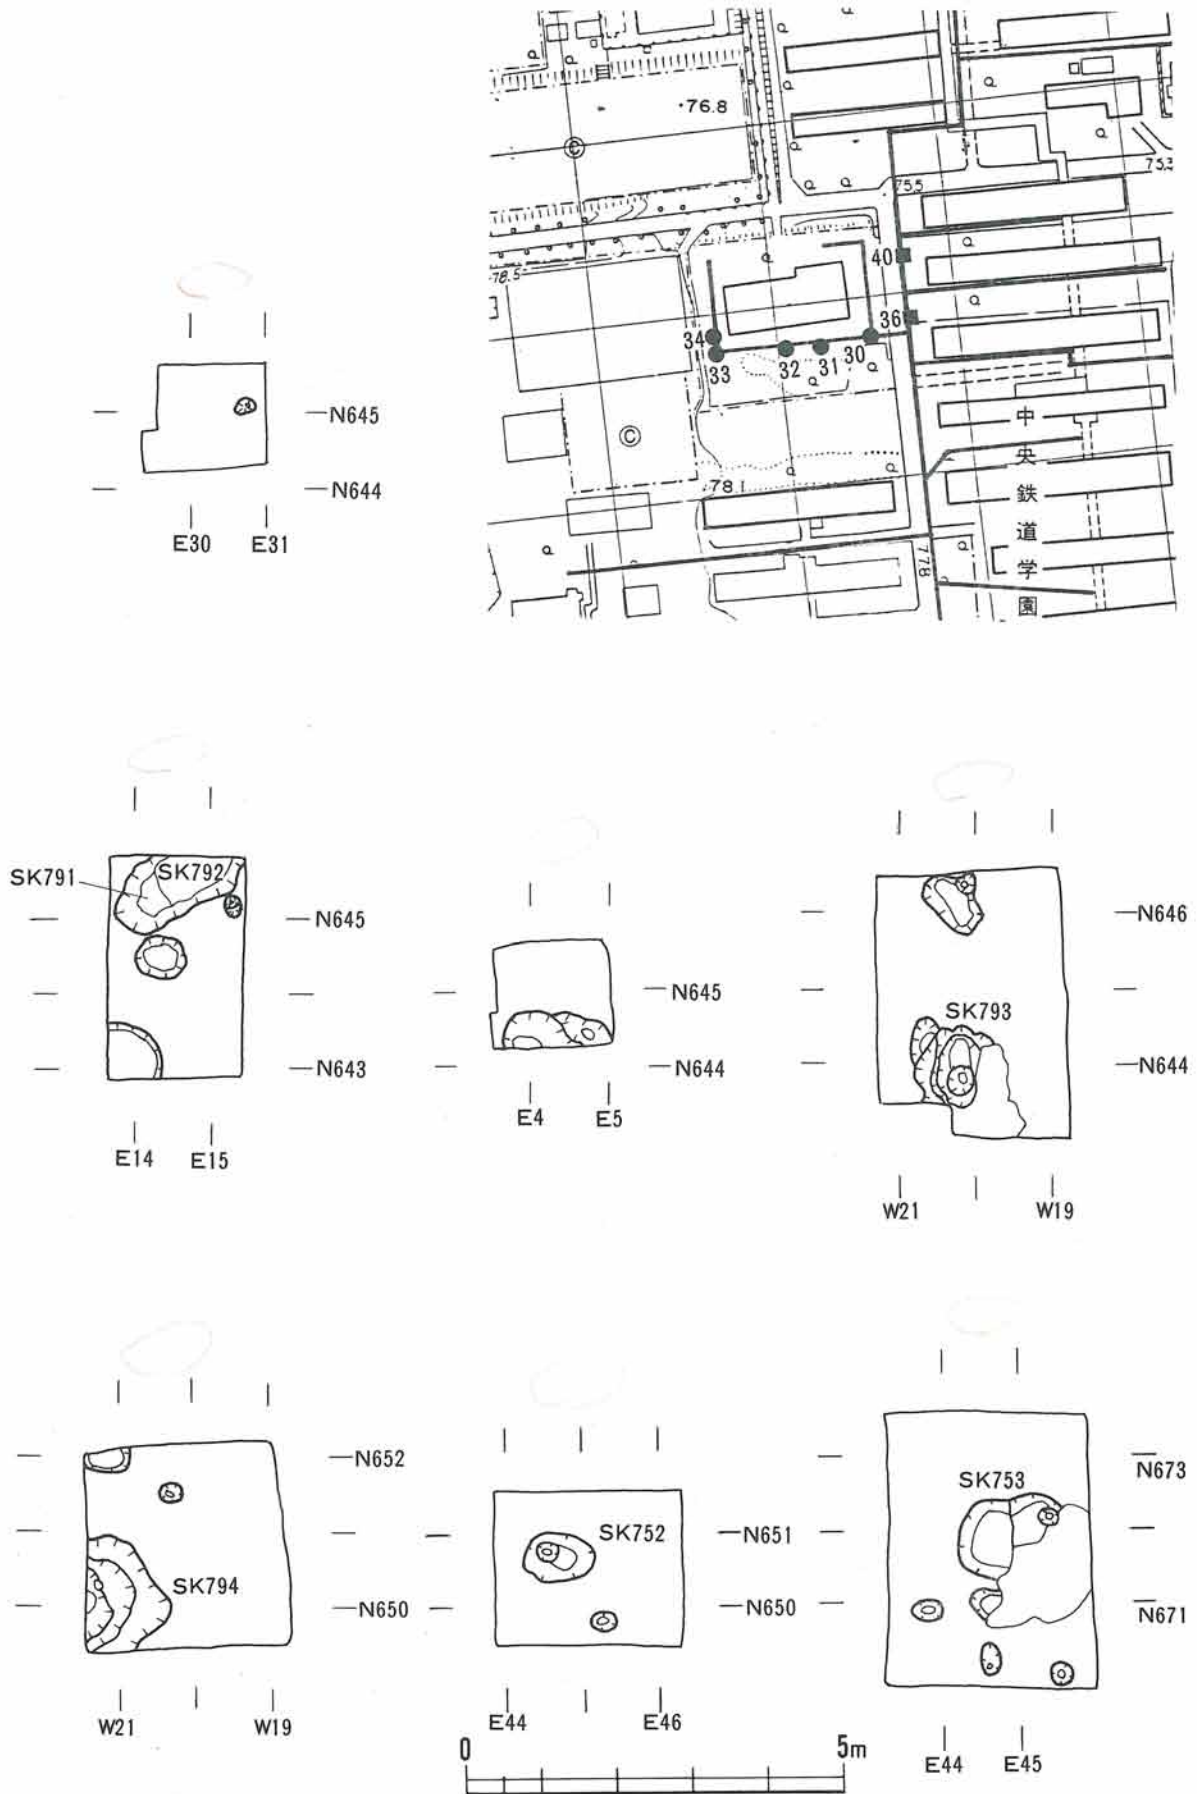 76.8
C
75.5
75.3
78.5
40
36
34
33
32
31
30
C
78.1
77.8
中央鉄道学園
N645
N644
E30 E31
SK791
SK792
N645
N643
E14 E15
N645
N644
E4 E5
N646
SK793
N644
W21 W19
N652
SK794
N650
W21 W19
SK752
N651
N650
E44 E46
SK753
N673
N671
E44 E45
0 5m